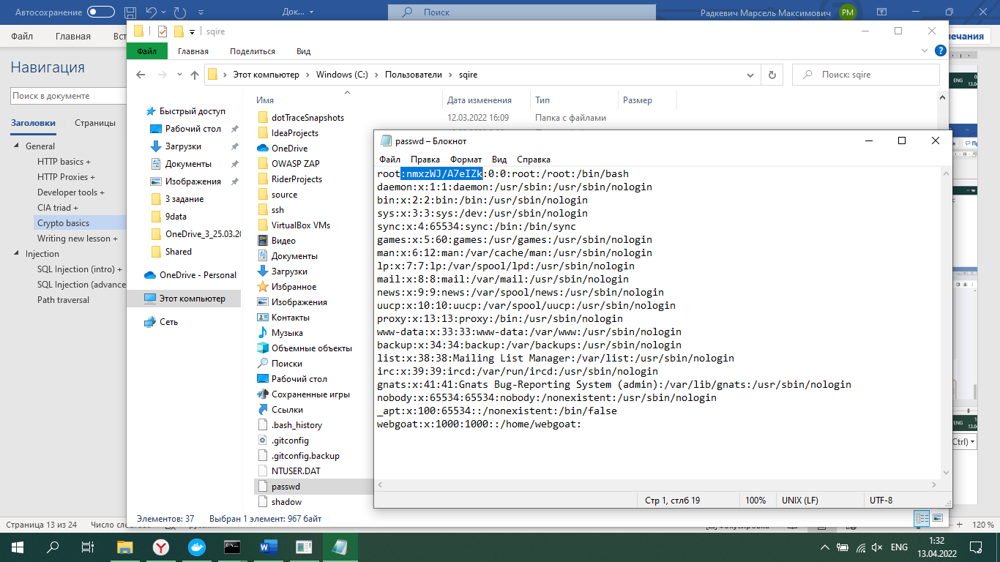 Автосохранение
Док...
Поиск
Радкевич Марсель Максимович
РМ
Файл
Главная
Навигация
Поиск в документе
Заголовки
Страницы
General
HTTP basics +
HTTP Proxies +
Developer tools +
CIA triad +
Crypto basics
Writing new lesson +
Injection
SQL Injection (intro) +
SQL Injection (advance
Path traversal
sqire
Файл
Главная
Поделиться
Вид
Этот компьютер
Windows (C:)
Пользователи
sqire
Поиск: sqire
Быстрый доступ
Рабочий стол
Загрузки
Документы
Изображения
3 задание
9data
OneDrive_3_25.03.20
Shared
OneDrive - Personal
Этот компьютер
Сеть
Имя
Дата изменения
Тип
Размер
dotTraceSnapshots
12.03.2022 16:09
Папка с файлами
IdeaProjects
OneDrive
OWASP ZAP
RiderProjects
source
ssh
VirtualBox VMs
Видео
Документы
Загрузки
Избранное
Изображения
Контакты
Музыка
Объемные объекты
Поиски
Рабочий стол
Сохраненные игры
Ссылки
.bash_history
.gitconfig
.gitconfig.backup
NTUSER.DAT
passwd
shadow
Элементов: 37
Выбран 1 элемент: 967 байт
passwd – Блокнот
Файл
Правка
Формат
Вид
Справка
root:nmxzWJ/A7eIZk:0:0:root:/root:/bin/bash
daemon:x:1:1:daemon:/usr/sbin:/usr/sbin/nologin
bin:x:2:2:bin:/bin:/usr/sbin/nologin
sys:x:3:3:sys:/dev:/usr/sbin/nologin
sync:x:4:65534:sync:/bin:/bin/sync
games:x:5:60:games:/usr/games:/usr/sbin/nologin
man:x:6:12:man:/var/cache/man:/usr/sbin/nologin
lp:x:7:7:lp:/var/spool/lpd:/usr/sbin/nologin
mail:x:8:8:mail:/var/mail:/usr/sbin/nologin
news:x:9:9:news:/var/spool/news:/usr/sbin/nologin
uucp:x:10:10:uucp:/var/spool/uucp:/usr/sbin/nologin
proxy:x:13:13:proxy:/bin:/usr/sbin/nologin
www-data:x:33:33:www-data:/var/www:/usr/sbin/nologin
backup:x:34:34:backup:/var/backups:/usr/sbin/nologin
list:x:38:38:Mailing List Manager:/var/list:/usr/sbin/nologin
irc:x:39:39:ircd:/var/run/ircd:/usr/sbin/nologin
gnats:x:41:41:Gnats Bug-Reporting System (admin):/var/lib/gnats:/usr/sbin/nologin
nobody:x:65534:65534:nobody:/nonexistent:/usr/sbin/nologin
_apt:x:100:65534::/nonexistent:/bin/false
webgoat:x:1000:1000::/home/webgoat:
Стр 1, стлб 19
100%
UNIX (LF)
UTF-8
Страница 13 из 24
120 %
ENG
1:32
13.04.2022